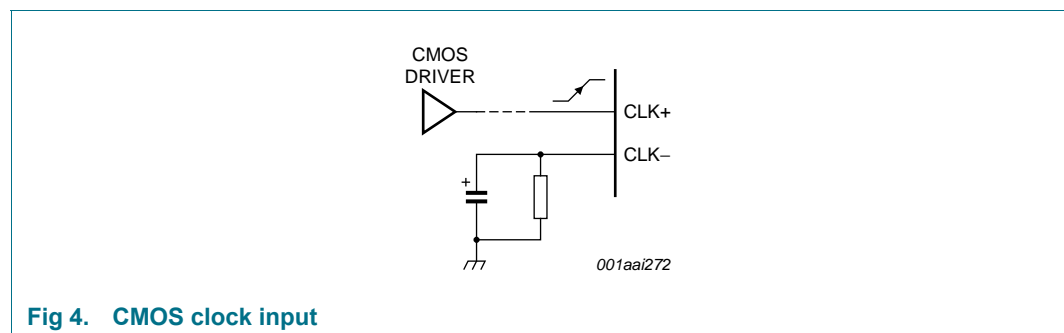 CMOS
DRIVER
CLK+
CLK−
+
001aai272
Fig 4. CMOS clock input